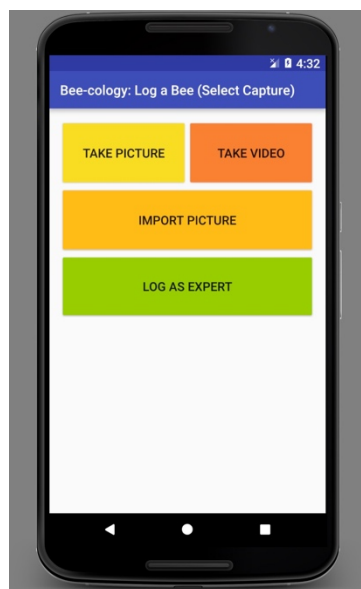 4:32
Bee-cology: Log a Bee (Select Capture)
TAKE PICTURE TAKE VIDEO
IMPORT PICTURE
LOG AS EXPERT